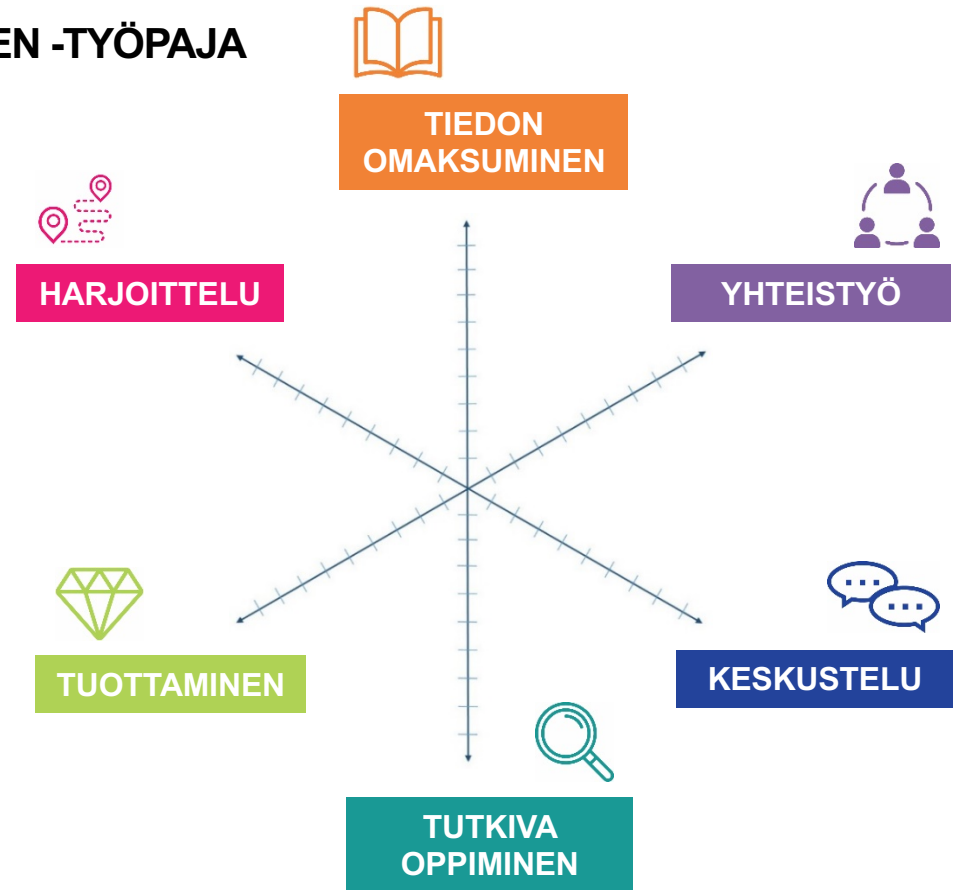 EN -TYÖPAJA
TIEDON
OMAKSUMINEN
HARJOITTELU
YHTEISTYÖ
TUOTTAMINEN
KESKUSTELU
TUTKIVA
OPPIMINEN